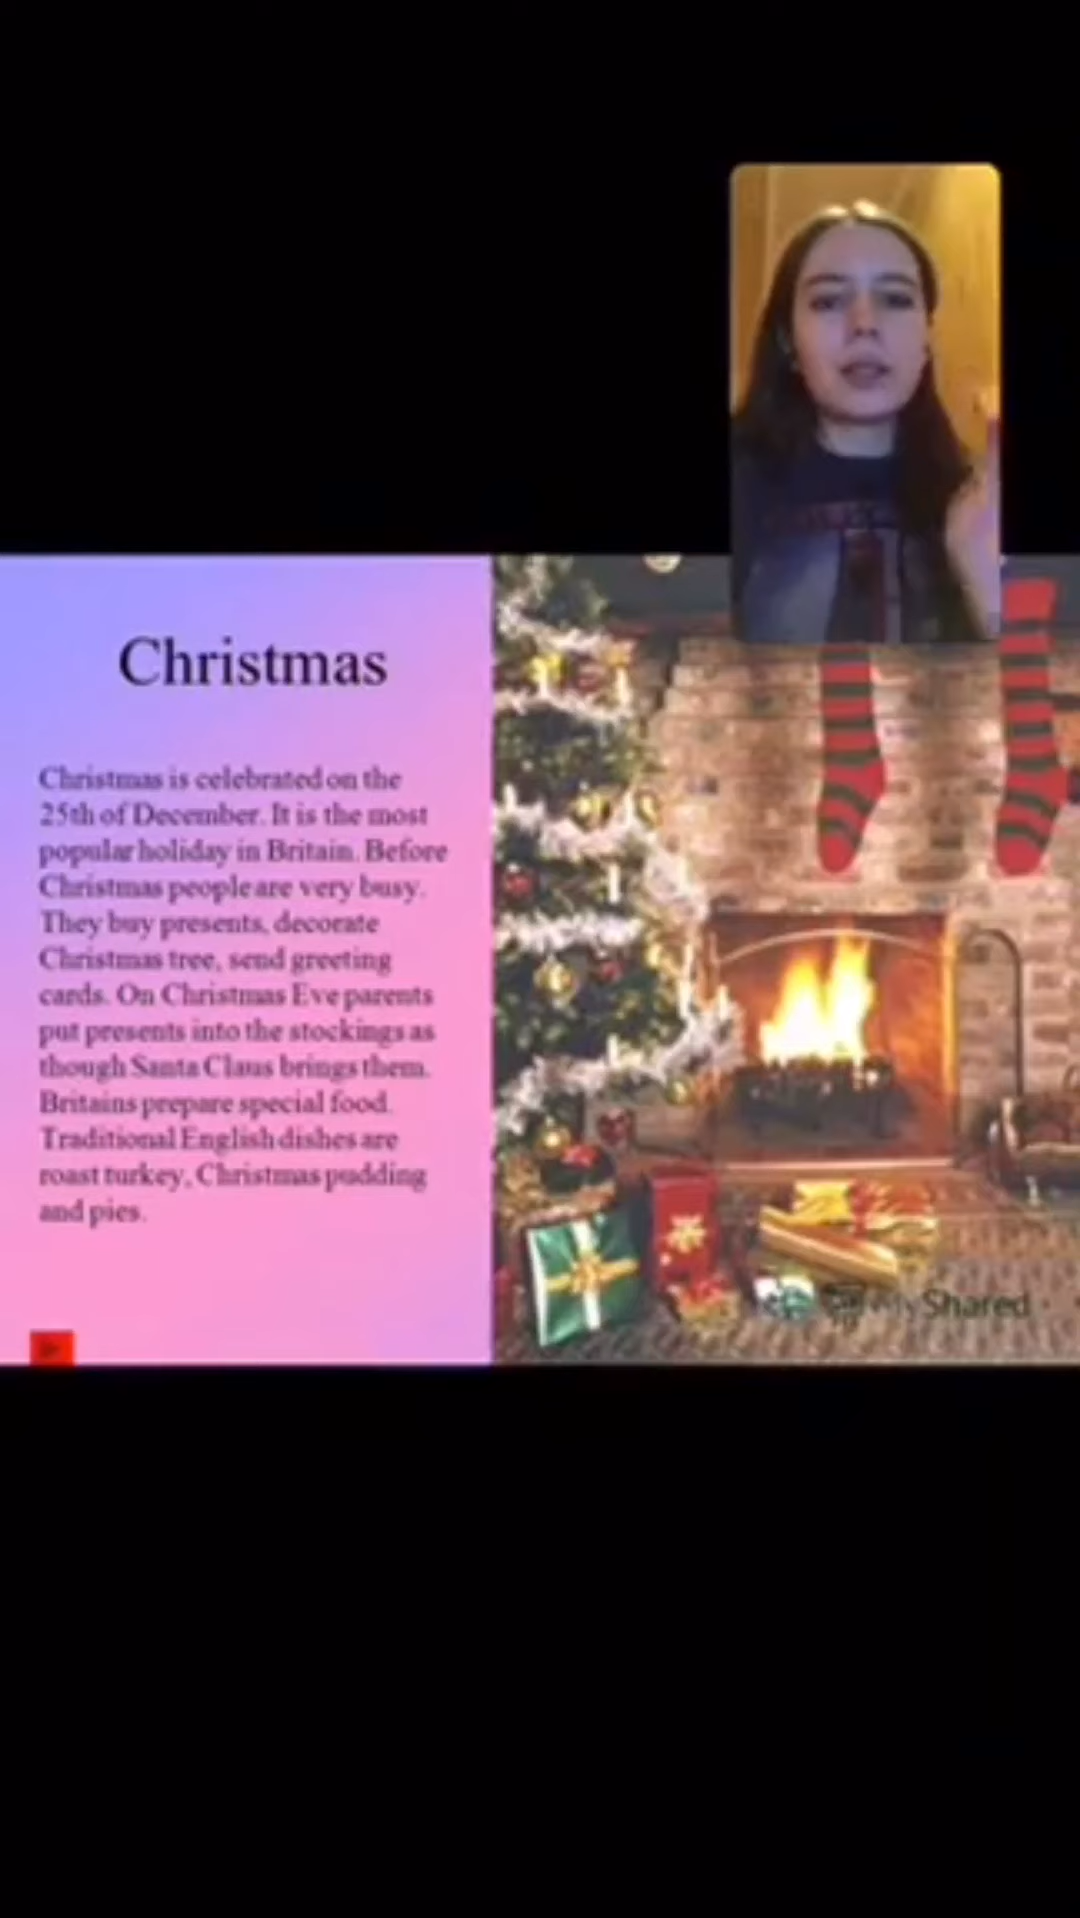 Christmas
Christmas is celebrated on the
25th of December. It is the most
popular holiday in Britain. Before
Christmas people are very busy.
They buy presents, decorate
Christmas tree, send greeting
cards. On Christmas Eve parents
put presents into the stockings as
though Santa Claus brings them.
Britains prepare special food.
Traditional English dishes are
roast turkey, Christmas pudding
and pies.
MyShared